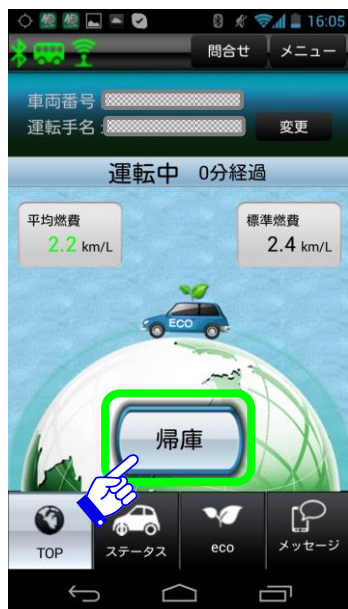 16:05
問合せ
メニュー
車両番号
運転手名:
変更
運転中 0分経過
平均燃費
2.2 km/L
標準燃費
2.4 km/L
ECO
帰庫
TOP
ステータス
eco
メッセージ